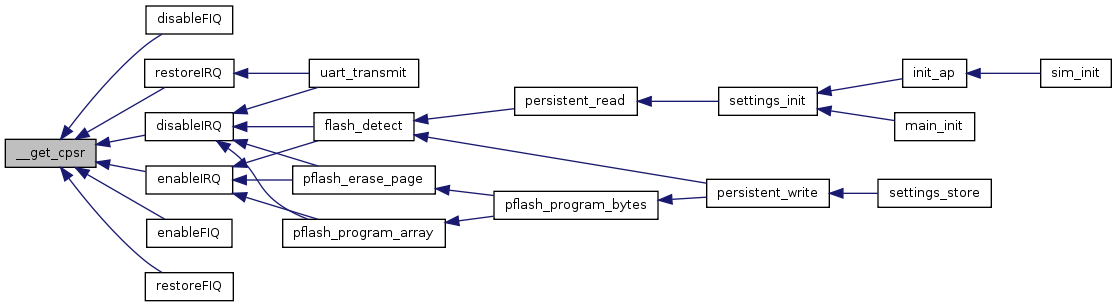 disableFIQ
restoreIRQ
uart_transmit
init_ap
sim_init
persistent_read
settings_init
disableIRQ
flash_detect
main_init
__get_cpsr
enableIRQ
pflash_erase_page
persistent_write
settings_store
pflash_program_bytes
enableFIQ
pflash_program_array
restoreFIQ